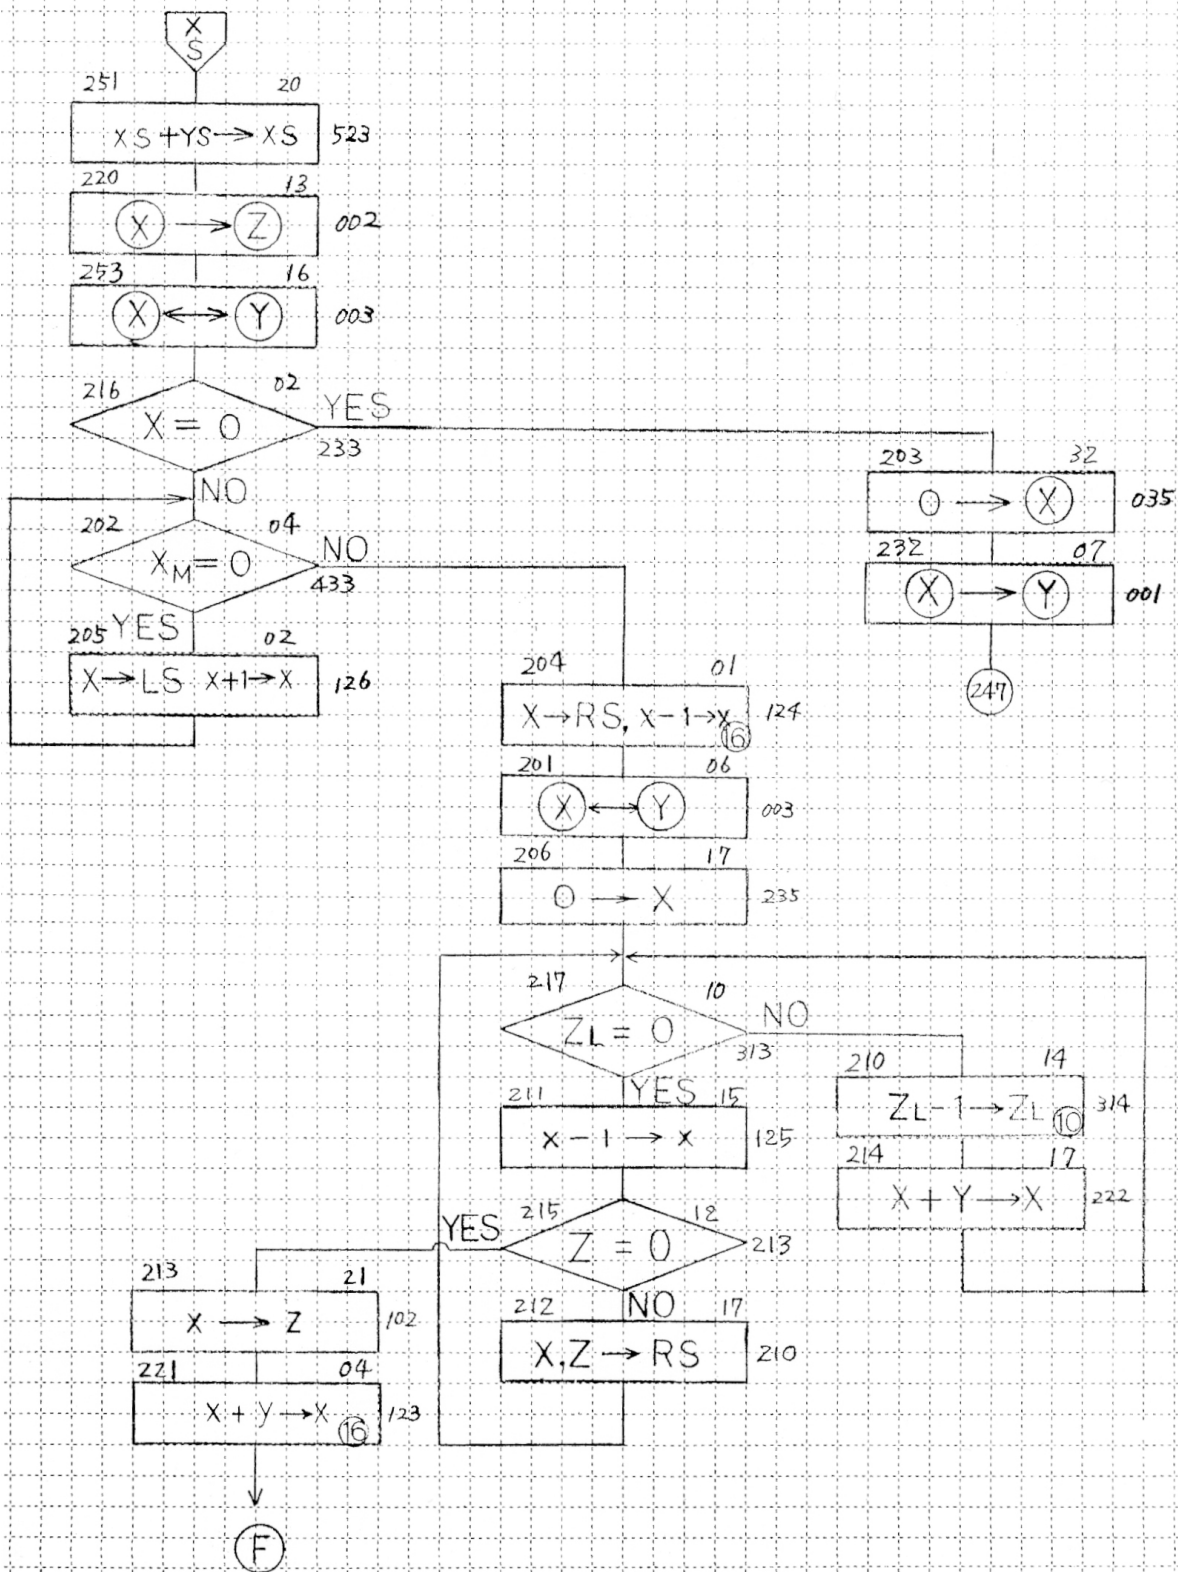 X
S
251 20
XS+YS→XS 523
220 13
X → Z 002
253 16
X ↔ Y 003
216 02
X = 0 YES
233
NO
202 04
XM=0 NO
433
YES
205 02
X→LS X+1→X 126
203 32
0 → X 035
232 07
X → Y 001
247
204 01
X→RS, X-1→X 124
16
201 06
X ↔ Y 003
206 17
0 → X 235
217 10
ZL = 0 NO
313
YES
210 14
ZL-1→ZL 314
10
214 17
X + Y → X 222
211 15
X - 1 → X 125
215 12
YES Z = 0 213
NO
212 17
X,Z → RS 210
213 21
X → Z 102
221 04
X + Y → X 123
16
F